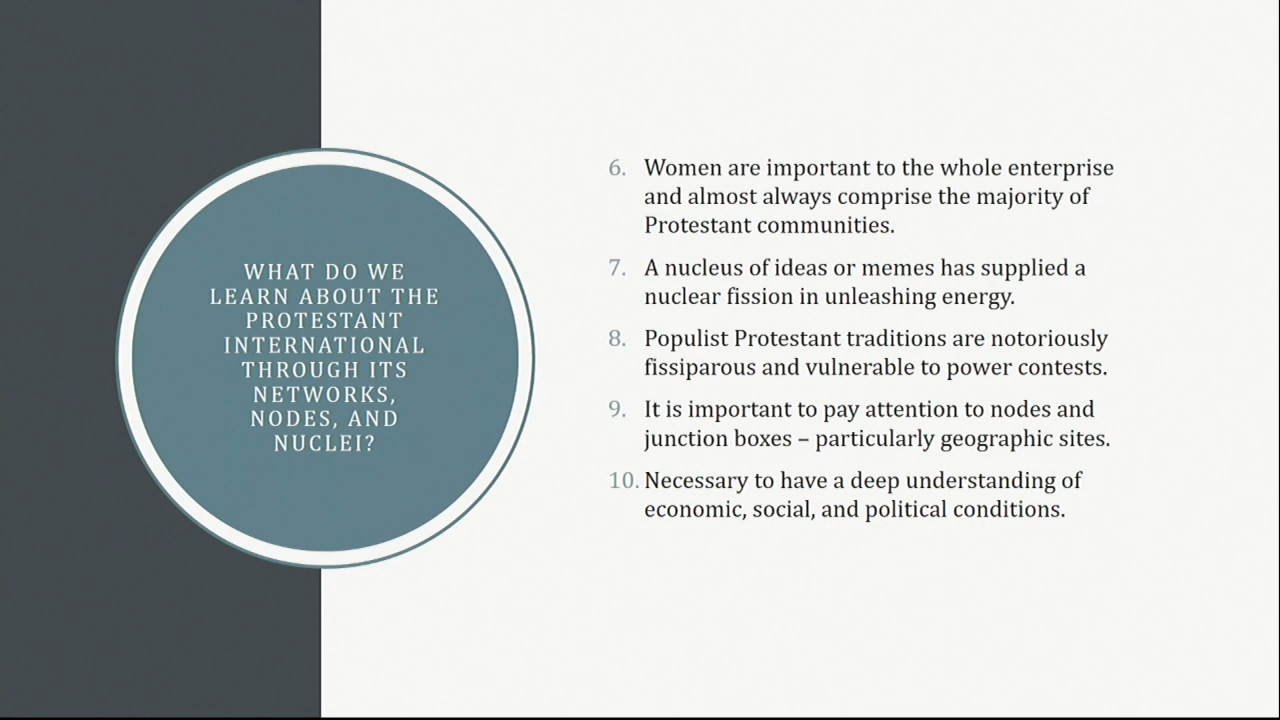 WHAT DO WE
LEARN ABOUT THE
PROTESTANT
INTERNATIONAL
THROUGH ITS
NETWORKS,
NODES, AND
NUCLEI?
6. Women are important to the whole enterprise
and almost always comprise the majority of
Protestant communities.
7. A nucleus of ideas or memes has supplied a
nuclear fission in unleashing energy.
8. Populist Protestant traditions are notoriously
fissiparous and vulnerable to power contests.
9. It is important to pay attention to nodes and
junction boxes – particularly geographic sites.
10. Necessary to have a deep understanding of
economic, social, and political conditions.